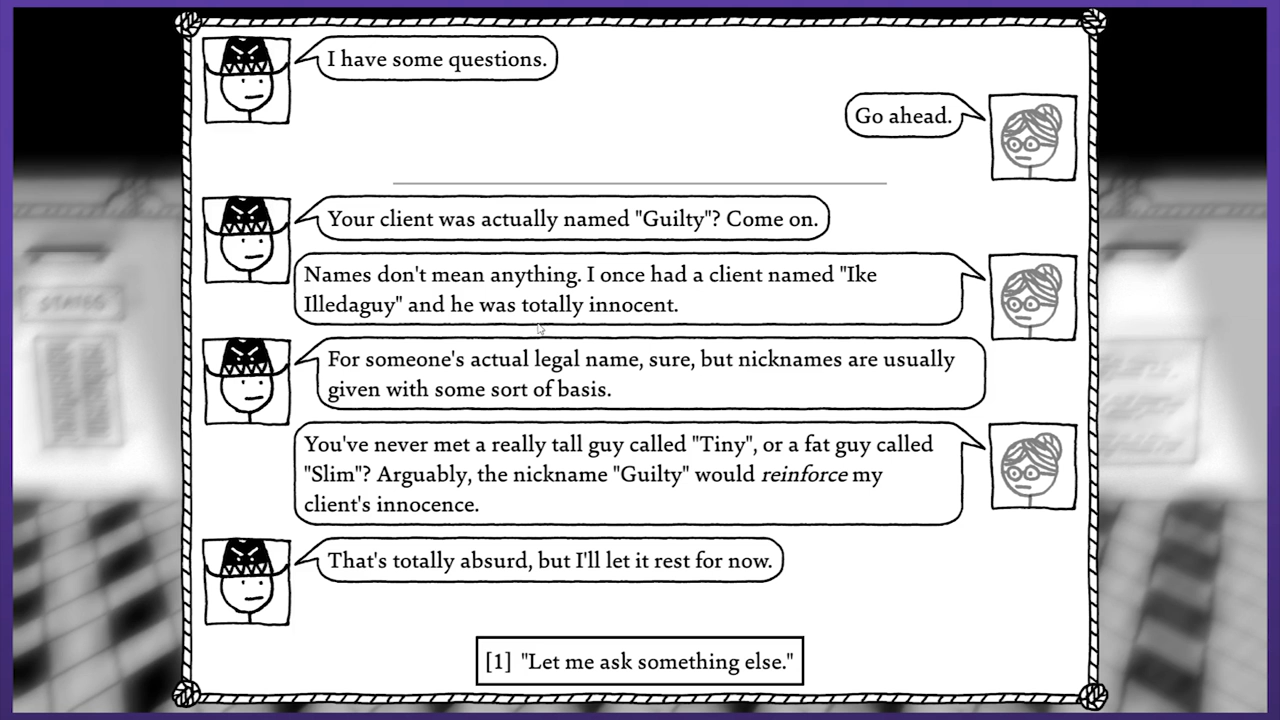 I have some questions.
Go ahead.
Your client was actually named "Guilty"? Come on.
Names don't mean anything. I once had a client named "Ike
Illedaguy" and he was totally innocent.
For someone's actual legal name, sure, but nicknames are usually
given with some sort of basis.
You've never met a really tall guy called "Tiny", or a fat guy called
"Slim"? Arguably, the nickname "Guilty" would reinforce my
client's innocence.
That's totally absurd, but I'll let it rest for now.
[1] "Let me ask something else."